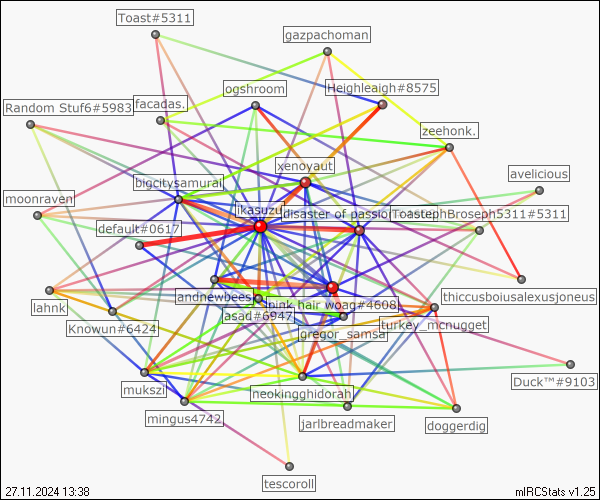 Toast#5311
gazpachoman
ogshroom
Heighleaigh#8575
Random Stuf6#5983
facadas.
zeehonk.
xenoyaut
bigcitysamurai
avelicious
moonraven
ikasuzu
disaster of passion
ToastephBroseph5311#5311
default#0617
andnewbees
pink hair woag#4608
thiccusboiusalexusjoneus
lahnk
Knowun#6424
asad#6947
gregor_samsa
turkey_mcnugget
mukszi
neokingghidorah
Duck™#9103
mingus4742
jarlbreadmaker
doggerdig
tescoroll
27.11.2024 13:38
mIRCStats v1.25